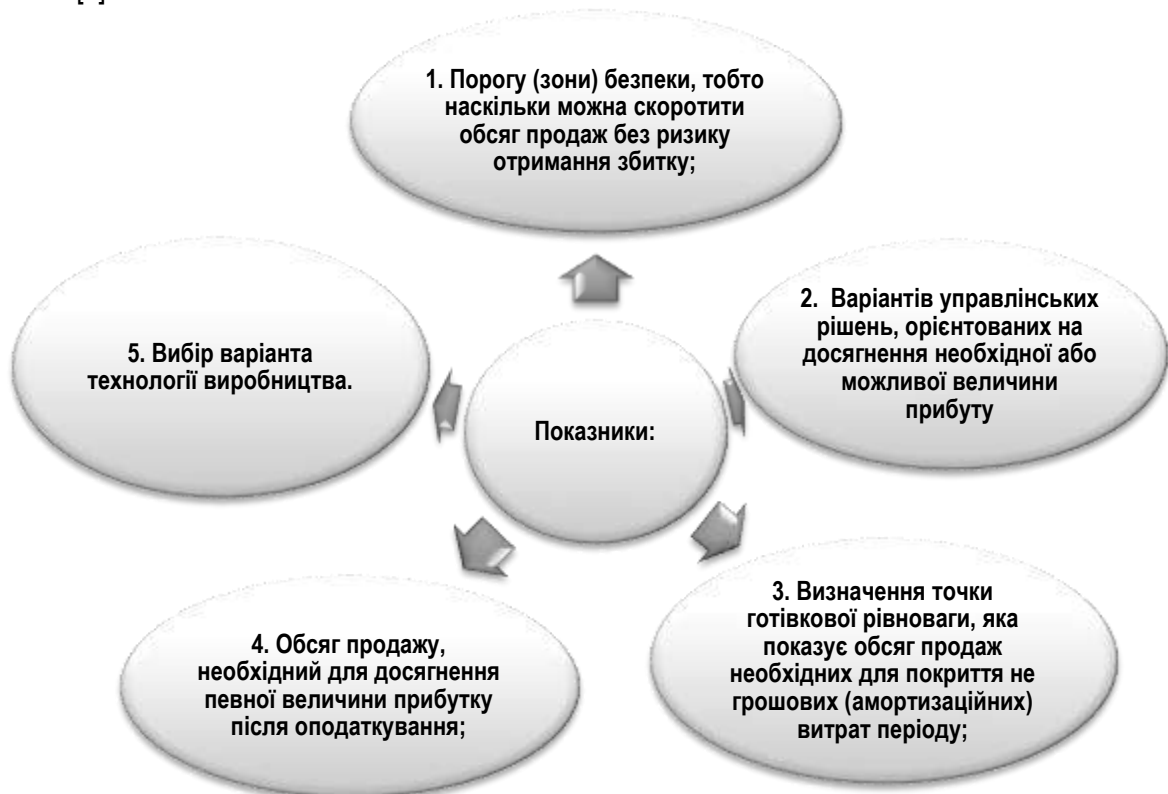 1. Порогу (зони) безпеки, тобто
наскільки можна скоротити
обсяг продаж без ризику
отримання збитку;
2. Варіантів управлінських
рішень, орієнтованих на
досягнення необхідної або
можливої величини
прибуту
5. Вибір варіанта
технології виробництва.
Показники:
3. Визначення точки
готівкової рівноваги, яка
показує обсяг продаж
необхідних для покриття не
грошових (амортизаційних)
витрат періоду;
4. Обсяг продажу,
необхідний для досягнення
певної величини прибутку
після оподаткування;